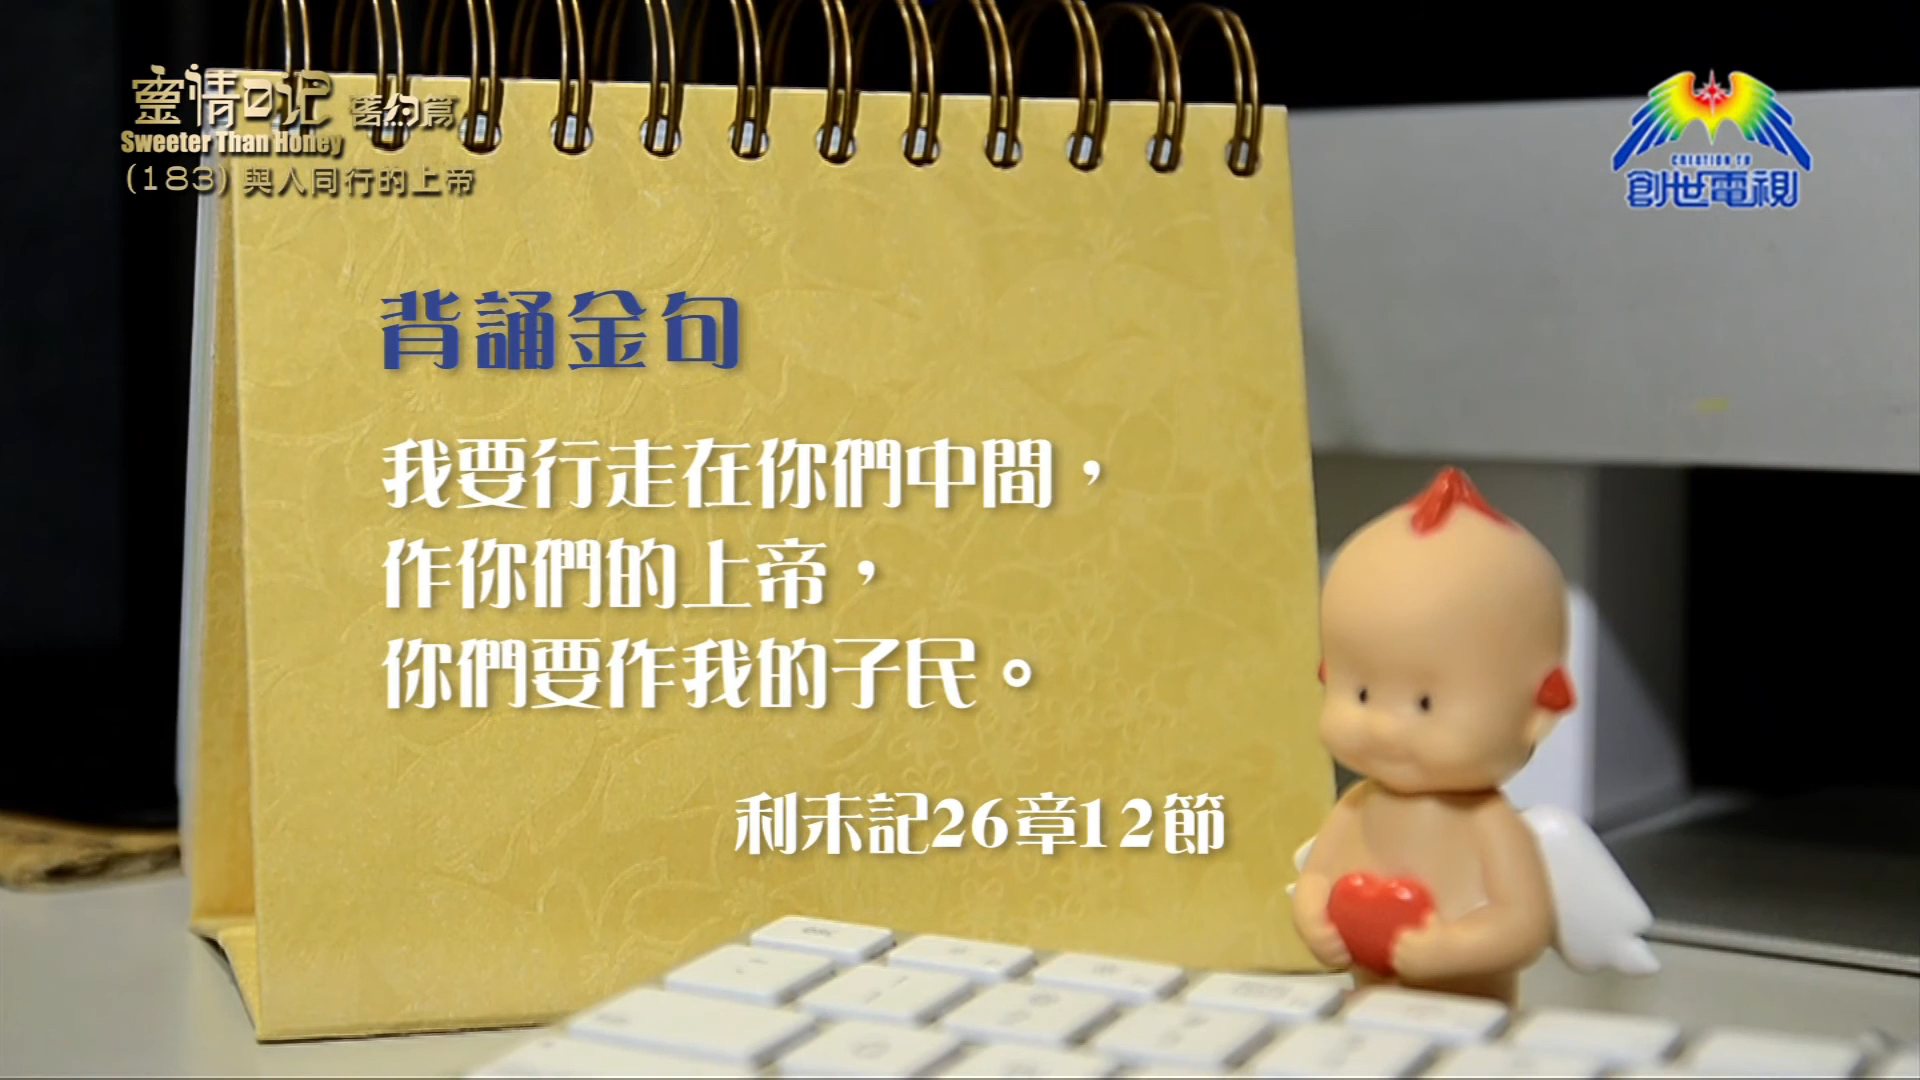 靈情日记 舊約篇
Sweeter Than Honey
(183) 與人同行的上帝
CREATION TV
創世電視
背誦金句
我要行走在你們中間，
作你們的上帝，
你們要作我的子民。
利未記26章12節